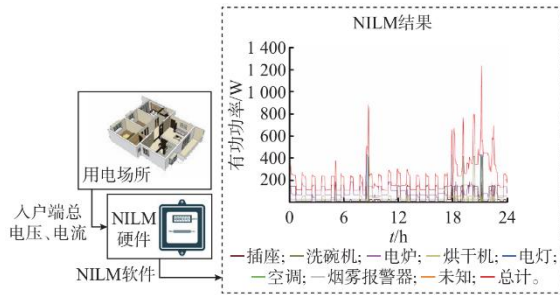 NILM结果
1 400
1 200
1 000
800
600
400
200
有功功率/W
0
6
12
18
24
t/h
用电场所
入户端总
电压、电流
NILM
硬件
NILM软件
插座; 洗碗机; 电炉; 烘干机; 电灯;
空调; 烟雾报警器; 未知; 总计。